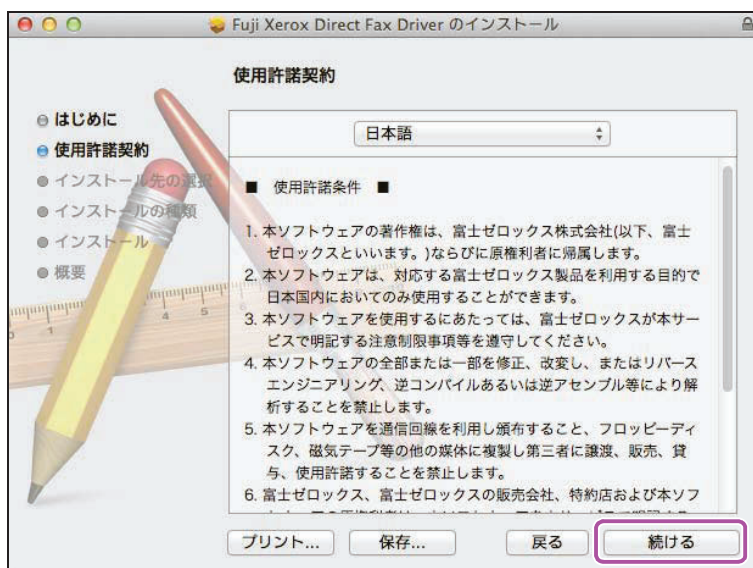 Fuji Xerox Direct Fax Driver のインストール
使用許諾契約
はじめに
使用許諾契約
インストール先の選択
インストールの種類
インストール
概要
日本語
■ 使用許諾条件 ■
1. 本ソフトウェアの著作権は、富士ゼロックス株式会社(以下、富士
ゼロックスといいます。)ならびに原権利者に帰属します。
2. 本ソフトウェアは、対応する富士ゼロックス製品を利用する目的で
日本国内においてのみ使用することができます。
3. 本ソフトウェアを使用するにあたっては、富士ゼロックスが本サー
ビスで明記する注意制限事項等を遵守してください。
4. 本ソフトウェアの全部または一部を修正、改変し、またはリバース
エンジニアリング、逆コンパイルあるいは逆アセンブル等により解
析することを禁止します。
5. 本ソフトウェアを通信回線を利用し頒布すること、フロッピーディ
スク、磁気テープ等の他の媒体に複製し第三者に譲渡、販売、貸
与、使用許諾することを禁止します。
6. 富士ゼロックス、富士ゼロックスの販売会社、特約店および本ソフ
プリント... 保存... 戻る 続ける